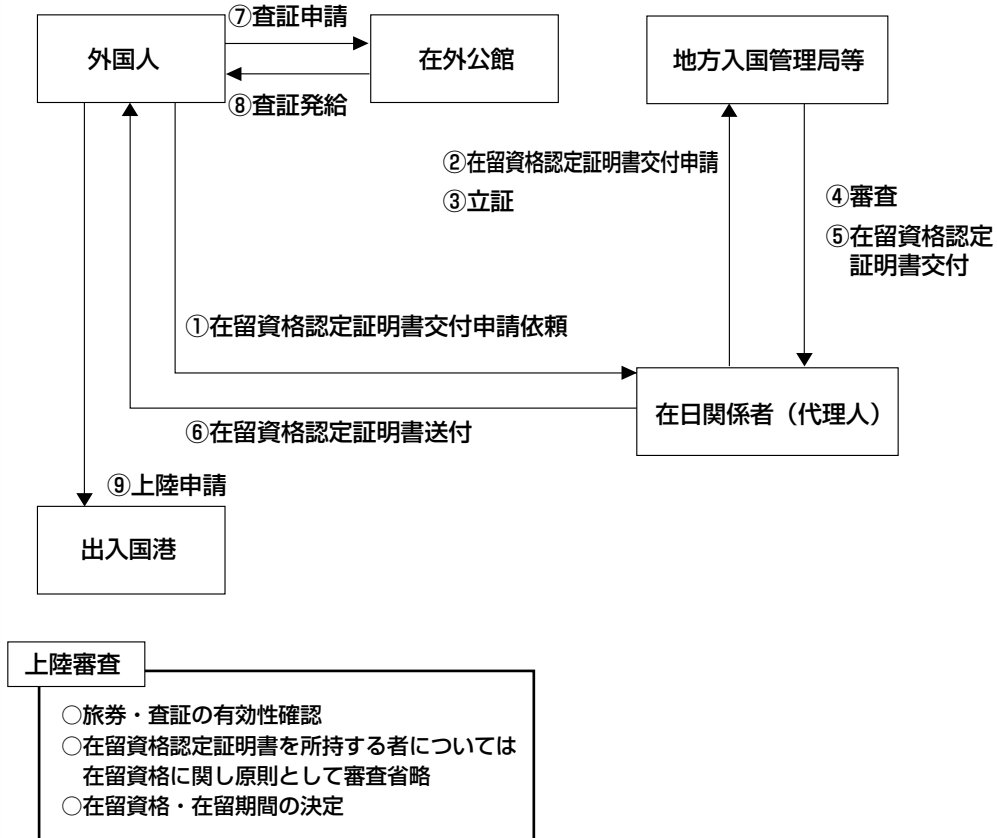 ⑦査証申請
外国人
在外公館
地方入国管理局等
⑧査証発給
②在留資格認定証明書交付申請
③立証
④審査
⑤在留資格認定
証明書交付
①在留資格認定証明書交付申請依頼
在日関係者（代理人）
⑥在留資格認定証明書送付
⑨上陸申請
出入国港
上陸審査
○旅券・査証の有効性確認
○在留資格認定証明書を所持する者については
在留資格に関し原則として審査省略
○在留資格・在留期間の決定